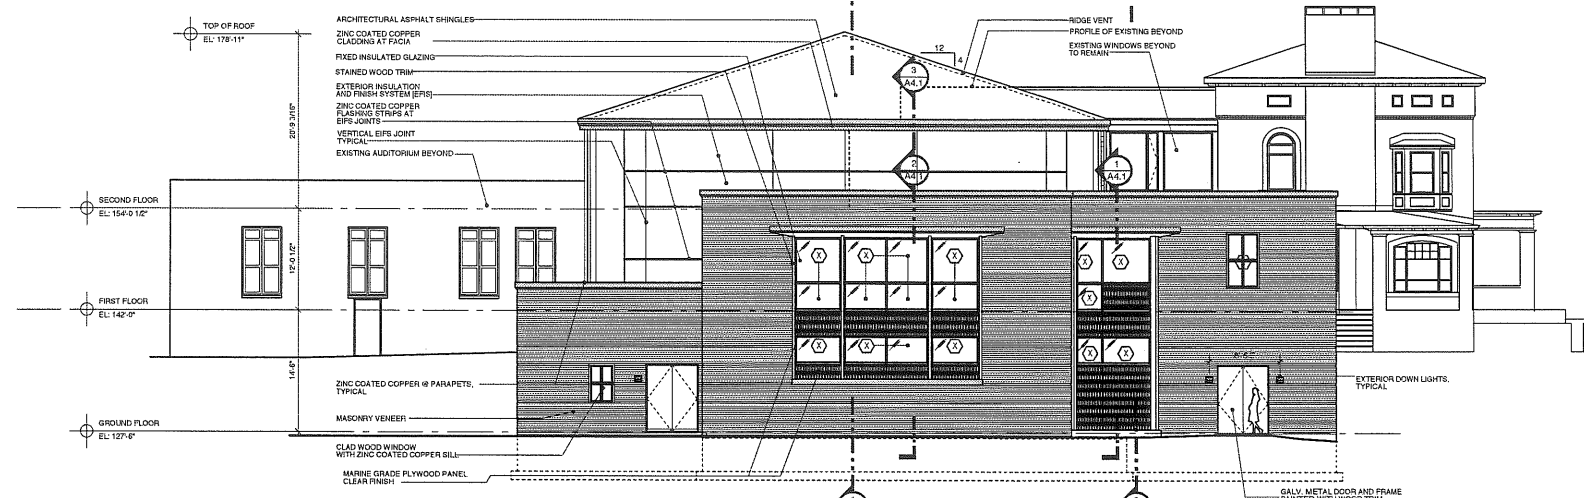 TOP OF ROOF
EL: 178'-11"
20'-9 3/16"
SECOND FLOOR
EL: 154'-0 1/2"
12'-0 1/2"
FIRST FLOOR
EL: 142'-0"
14'-6"
GROUND FLOOR
EL: 127'-6"
ARCHITECTURAL ASPHALT SHINGLES
ZINC COATED COPPER
CLADDING AT FACIA
FIXED INSULATED GLAZING
STAINED WOOD TRIM
EXTERIOR INSULATION
AND FINISH SYSTEM [EFIS]
ZINC COATED COPPER
FLASHING STRIPS AT
EIFS JOINTS
VERTICAL EIFS JOINT
TYPICAL
EXISTING AUDITORIUM BEYOND
ZINC COATED COPPER @ PARAPETS,
TYPICAL
MASONRY VENEER
CLAD WOOD WINDOW
WITH ZINC COATED COPPER SILL
MARINE GRADE PLYWOOD PANEL
CLEAR FINISH
12
4
3
A4.1
2
A4.1
1
A4.1
RIDGE VENT
PROFILE OF EXISTING BEYOND
EXISTING WINDOWS BEYOND
TO REMAIN
X
X
X
X
X
X
X
X
X
X
X
X
EXTERIOR DOWN LIGHTS,
TYPICAL
GALV. METAL DOOR AND FRAME